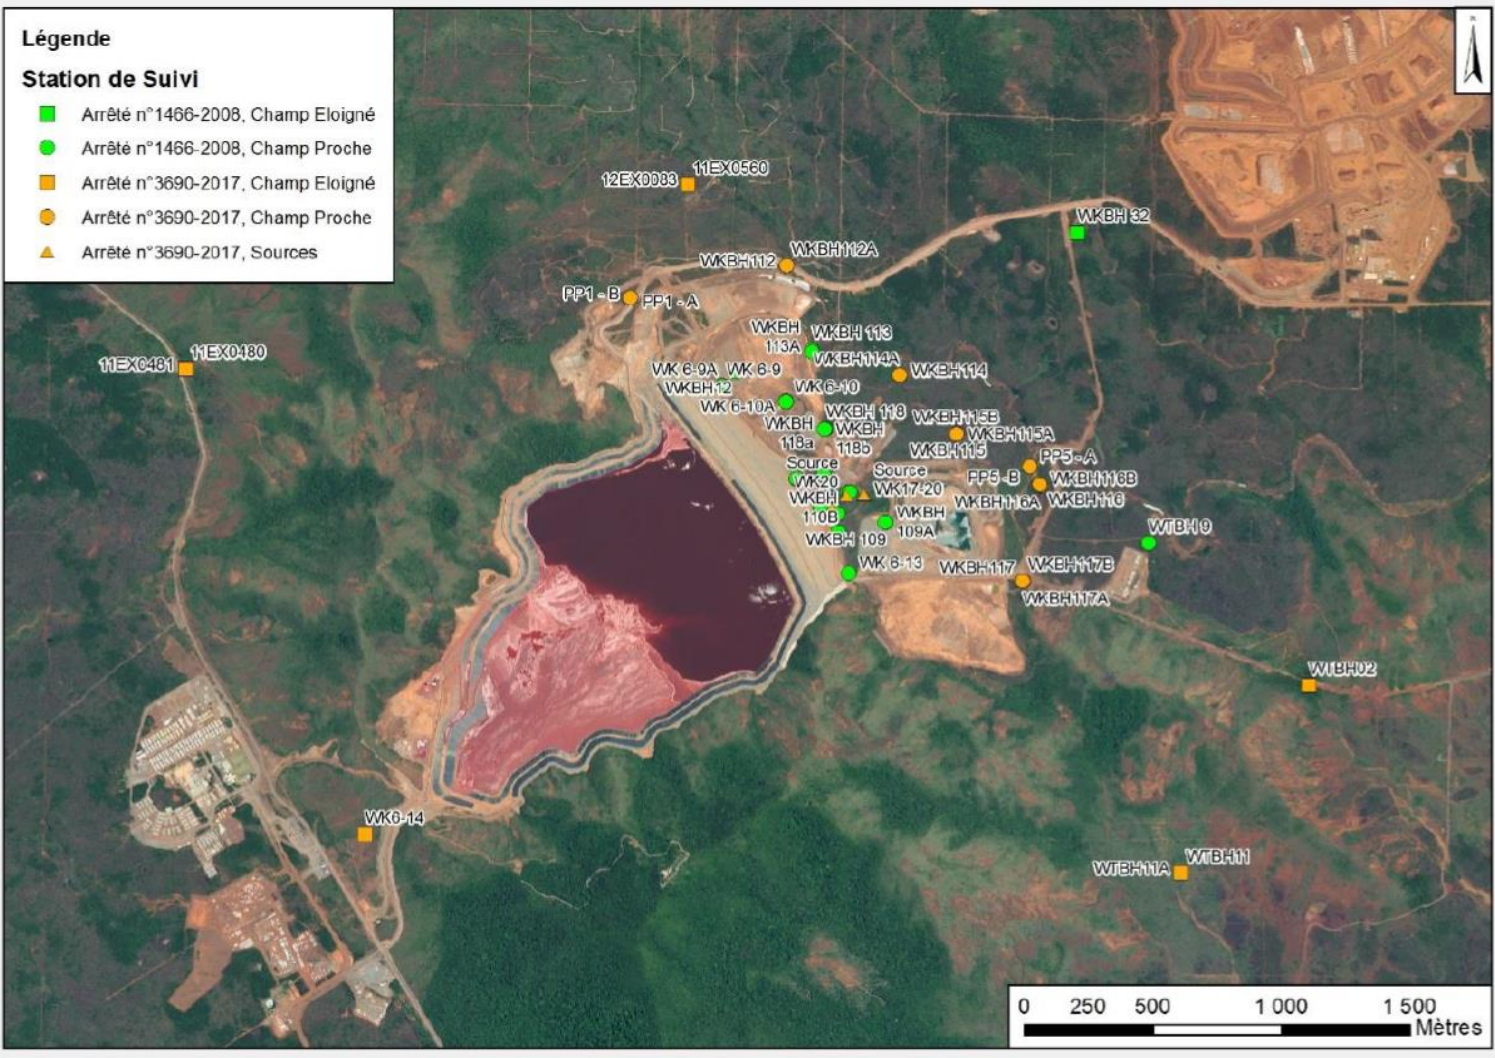 Légende
Station de Suivi
Arrêté n°1466-2008, Champ Eloigné
Arrêté n°1466-2008, Champ Proche
Arrêté n°3690-2017, Champ Eloigné
Arrêté n°3690-2017, Champ Proche
Arrêté n°3690-2017, Sources
N
12EX0083
11EX0560
WKBH 32
WKBH112
WKBH112A
PP1 - B
PP1 - A
11EX0481
11EX0480
WKBH
113A
WKBH 113
WKBH114A
WKBH114
WK 6-9A
WK 6-9
WKBH12
WK 6-10
WK 6-10A
WKBH
118a
WKBH 118
WKBH
118b
WKBH115B
WKBH115A
WKBH115
PP5 - A
PP5 - B
WKBH116B
WKBH116A
WKBH116
Source
WK20
Source
WK17-20
WKBH
110B
WKBH
109A
WKBH 109
WTBH 9
WK 6-13
WKBH117
WKBH117B
WKBH117A
WTBH02
WK6-14
WTBH11A
WTBH11
0 250 500 1 000 1 500
Mètres